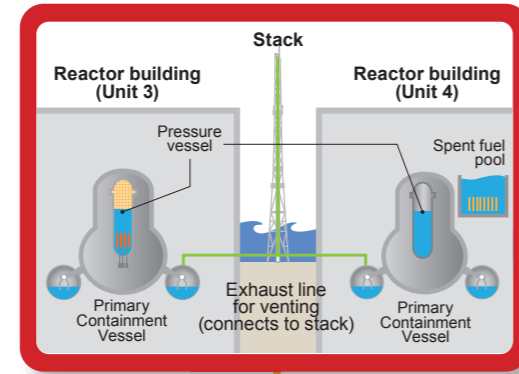 Stack
Reactor building
(Unit 3)
Reactor building
(Unit 4)
Pressure
vessel
Spent fuel
pool
Primary
Containment
Vessel
Exhaust line
for venting
(connects to stack)
Primary
Containment
Vessel